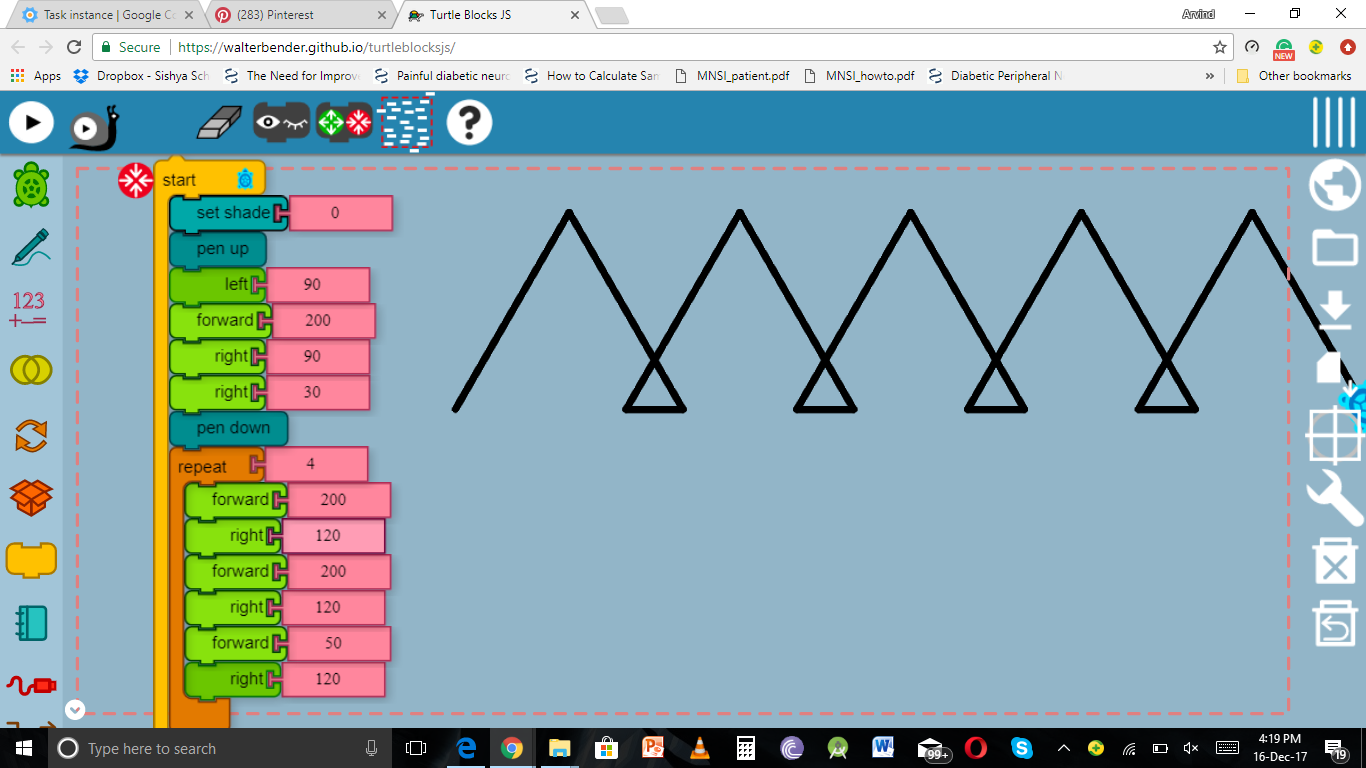 Task instance | Google Co
(283) Pinterest
Turtle Blocks JS
Arvind
Secure
https://walterbender.github.io/turtleblocksjs/
NEW
Apps
Dropbox - Sishya Sch
The Need for Improve
Painful diabetic neuro
How to Calculate Sam
MNSI_patient.pdf
MNSI_howto.pdf
Diabetic Peripheral N
»
Other bookmarks
?
start
set shade 0
pen up
left 90
forward 200
right 90
right 30
pen down
repeat 4
forward 200
right 120
forward 200
right 120
forward 50
right 120
123
+-=
Type here to search
99+
4:19 PM
16-Dec-17
19